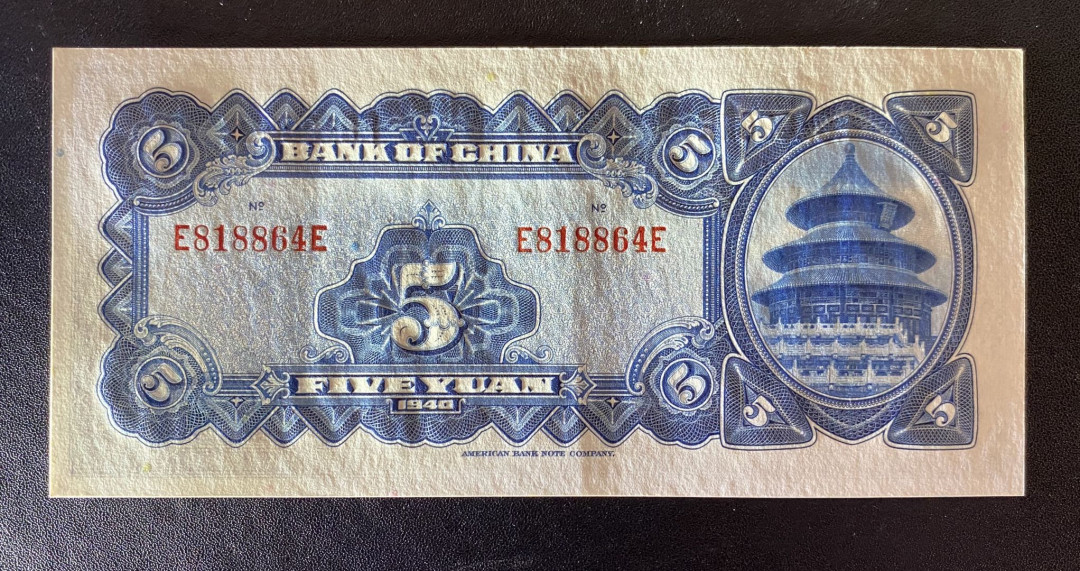 5 5 5 5
BANK OF CHINA
Nº Nº
E818864E E818864E
5
5 FIVE YUAN 5 5 5
1940
AMERICAN BANK NOTE COMPANY.